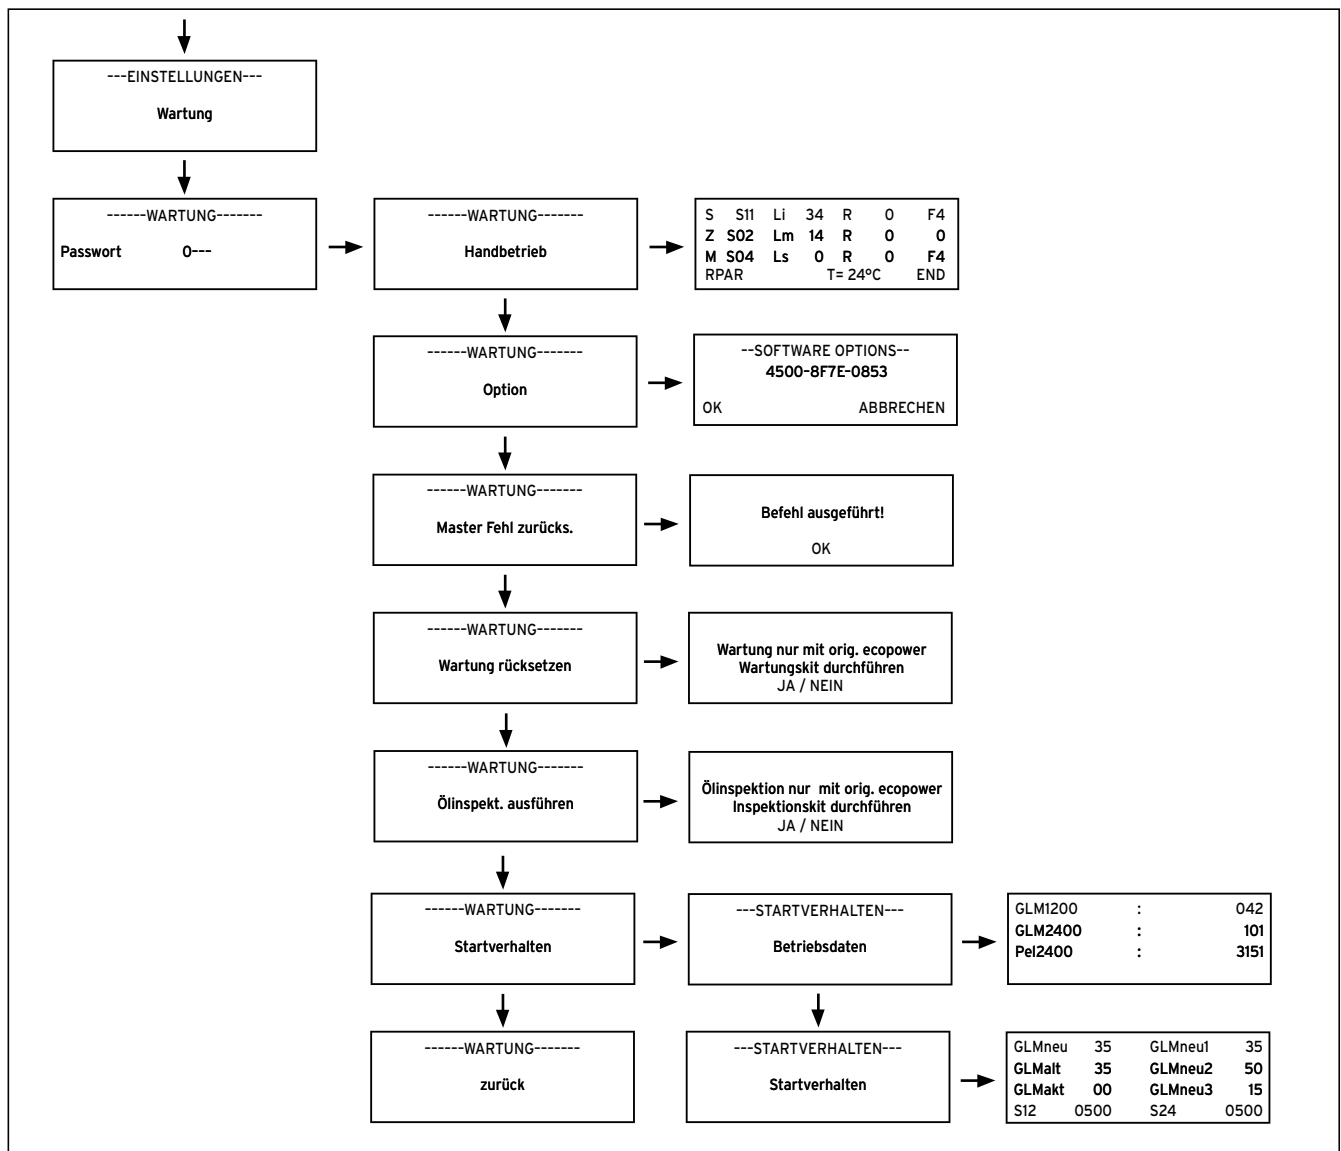 ---EINSTELLUNGEN---
Wartung
------WARTUNG-------
Passwort 0---
------WARTUNG-------
Handbetrieb
S S11 Li 34 R 0 F4
Z S02 Lm 14 R 0 0
M S04 Ls 0 R 0 F4
RPAR T= 24°C END
------WARTUNG-------
Option
--SOFTWARE OPTIONS--
4500-8F7E-0853
OK ABBRECHEN
------WARTUNG-------
Master Fehl zurücks.
Befehl ausgeführt!
OK
------WARTUNG-------
Wartung rücksetzen
Wartung nur mit orig. ecopower
Wartungskit durchführen
JA / NEIN
------WARTUNG-------
Ölinspekt. ausführen
Ölinspektion nur mit orig. ecopower
Inspektionskit durchführen
JA / NEIN
------WARTUNG-------
Startverhalten
---STARTVERHALTEN---
Betriebsdaten
GLM1200 : 042
GLM2400 : 101
Pel2400 : 3151
------WARTUNG-------
zurück
---STARTVERHALTEN---
Startverhalten
GLMneu 35 GLMneu1 35
GLMalt 35 GLMneu2 50
GLMakt 00 GLMneu3 15
S12 0500 S24 0500